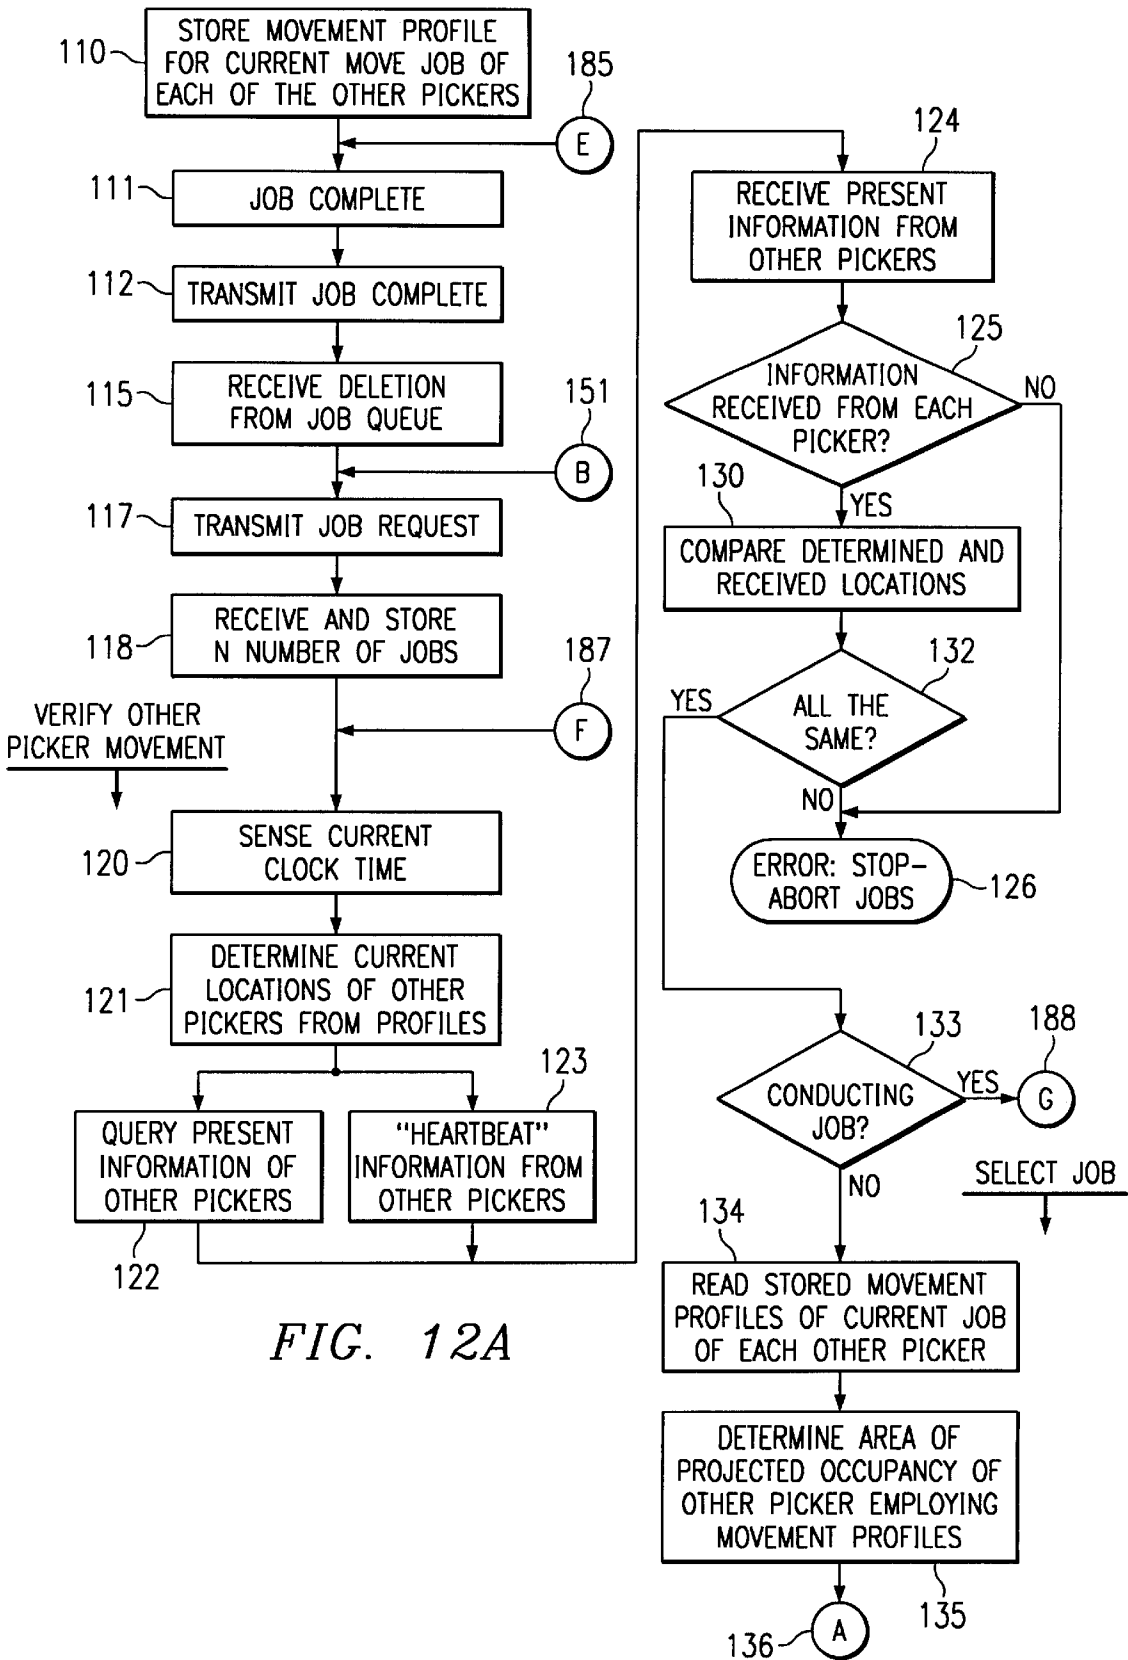 110
STORE MOVEMENT PROFILE
FOR CURRENT MOVE JOB OF
EACH OF THE OTHER PICKERS
185
E
111
JOB COMPLETE
112
TRANSMIT JOB COMPLETE
115
RECEIVE DELETION
FROM JOB QUEUE
151
B
117
TRANSMIT JOB REQUEST
118
RECEIVE AND STORE
N NUMBER OF JOBS
187
F
VERIFY OTHER
PICKER MOVEMENT
120
SENSE CURRENT
CLOCK TIME
121
DETERMINE CURRENT
LOCATIONS OF OTHER
PICKERS FROM PROFILES
QUERY PRESENT
INFORMATION OF
OTHER PICKERS
122
123
"HEARTBEAT"
INFORMATION FROM
OTHER PICKERS
124
RECEIVE PRESENT
INFORMATION FROM
OTHER PICKERS
125
INFORMATION
RECEIVED FROM EACH
PICKER?
NO
YES
130
COMPARE DETERMINED AND
RECEIVED LOCATIONS
132
ALL THE
SAME?
YES
NO
ERROR: STOP-
ABORT JOBS
126
133
CONDUCTING
JOB?
YES
188
G
NO
SELECT JOB
134
READ STORED MOVEMENT
PROFILES OF CURRENT JOB
OF EACH OTHER PICKER
DETERMINE AREA OF
PROJECTED OCCUPANCY OF
OTHER PICKER EMPLOYING
MOVEMENT PROFILES
135
136
A
FIG. 12A